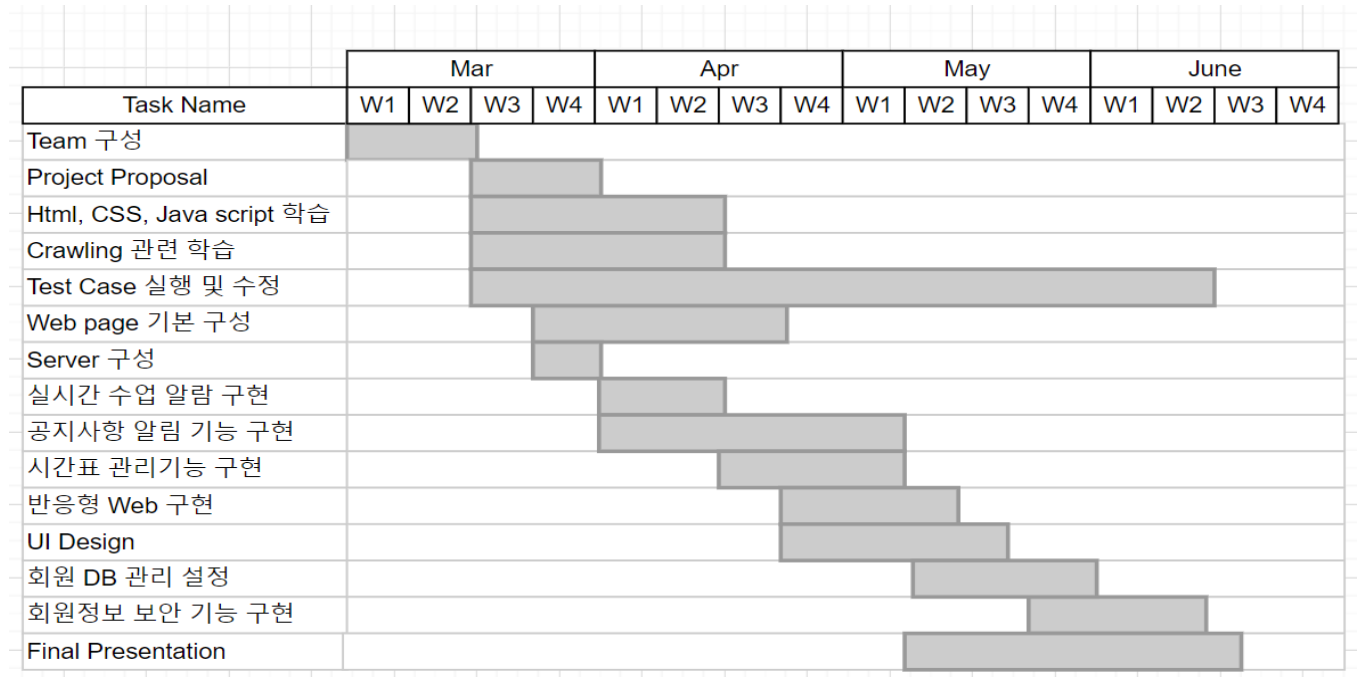 Mar Apr May June
Task Name W1 W2 W3 W4 W1 W2 W3 W4 W1 W2 W3 W4 W1 W2 W3 W4
Team 구성
Project Proposal
Html, CSS, Java script 학습
Crawling 관련 학습
Test Case 실행 및 수정
Web page 기본 구성
Server 구성
실시간 수업 알람 구현
공지사항 알림 기능 구현
시간표 관리기능 구현
반응형 Web 구현
UI Design
회원 DB 관리 설정
회원정보 보안 기능 구현
Final Presentation